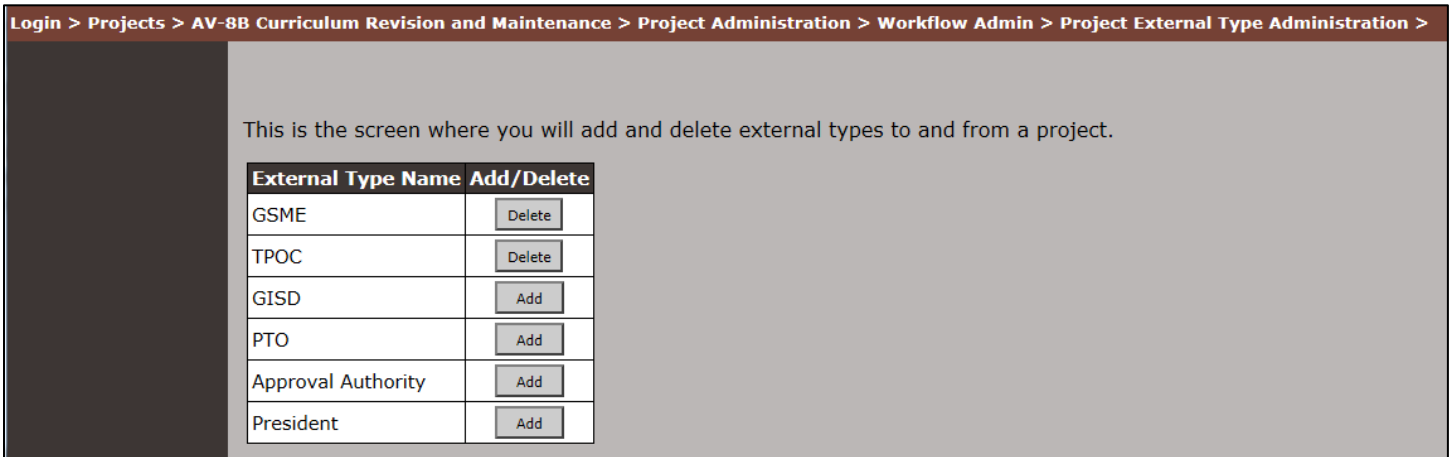 Login > Projects > AV-8B Curriculum Revision and Maintenance > Project Administration > Workflow Admin > Project External Type Administration >
This is the screen where you will add and delete external types to and from a project.
External Type Name Add/Delete
GSME Delete
TPOC Delete
GISD Add
PTO Add
Approval Authority Add
President Add